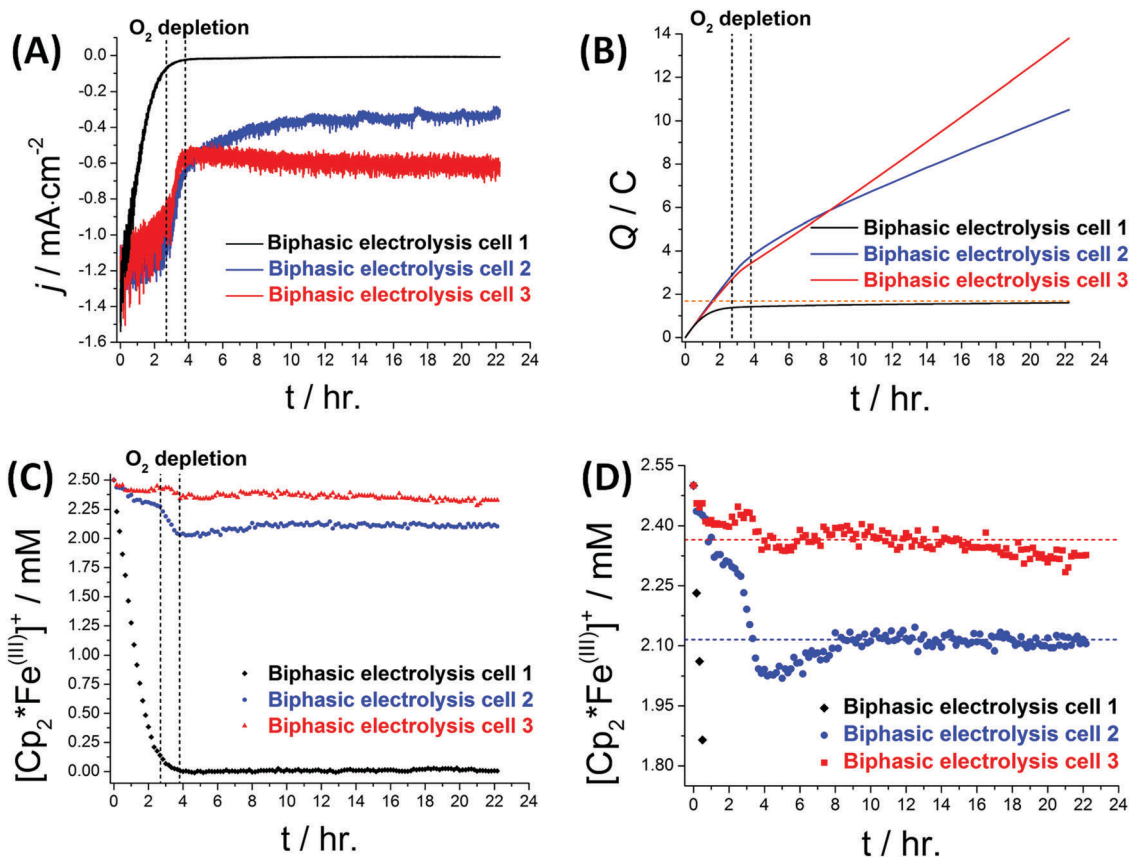 (A)
O₂ depletion
0.0
-0.2
-0.4
-0.6
-0.8
-1.0
-1.2
-1.4
-1.6
j / mA·cm⁻²
Biphasic electrolysis cell 1
Biphasic electrolysis cell 2
Biphasic electrolysis cell 3
0 2 4 6 8 10 12 14 16 18 20 22 24
t / hr.
(B)
O₂ depletion
14
12
10
8
6
4
2
0
Q / C
Biphasic electrolysis cell 1
Biphasic electrolysis cell 2
Biphasic electrolysis cell 3
0 2 4 6 8 10 12 14 16 18 20 22 24
t / hr.
(C)
O₂ depletion
2.50
2.25
2.00
1.75
1.50
1.25
1.00
0.75
0.50
0.25
0.00
[Cp₂*Fe⁽ᴵᴵᴵ⁾]⁺ / mM
Biphasic electrolysis cell 1
Biphasic electrolysis cell 2
Biphasic electrolysis cell 3
0 2 4 6 8 10 12 14 16 18 20 22 24
t / hr.
(D)
2.55
2.40
2.25
2.10
1.95
1.80
[Cp₂*Fe⁽ᴵᴵᴵ⁾]⁺ / mM
Biphasic electrolysis cell 1
Biphasic electrolysis cell 2
Biphasic electrolysis cell 3
0 2 4 6 8 10 12 14 16 18 20 22 24
t / hr.